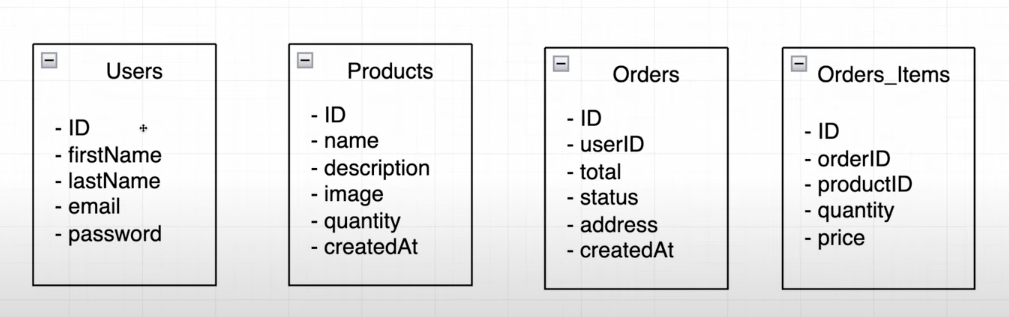 Users
- ID
- firstName
- lastName
- email
- password
Products
- ID
- name
- description
- image
- quantity
- createdAt
Orders
- ID
- userID
- total
- status
- address
- createdAt
Orders_Items
- ID
- orderID
- productID
- quantity
- price